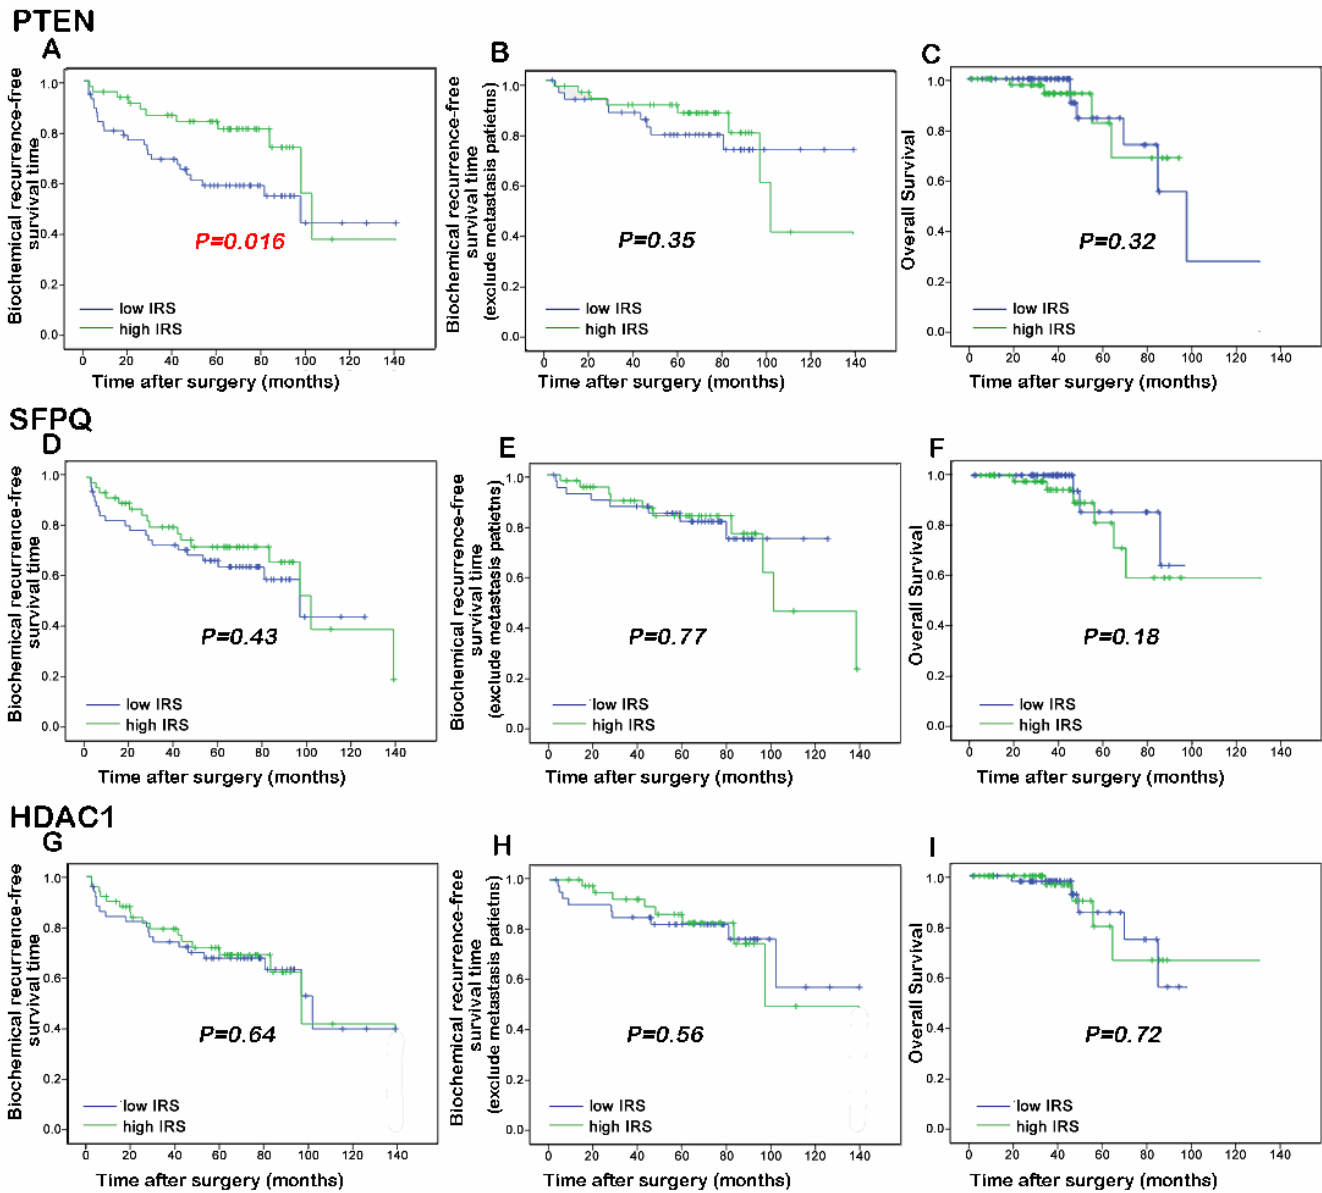 PTEN
A
Biochemical recurrence-free
survival time
1.0
0.8
0.6
0.4
0.2
0.0
P=0.016
low IRS
high IRS
0 20 40 60 80 100 120 140
Time after surgery (months)
B
Biochemical recurrence-free
survival time
(exclude metastasis patietns)
1.0
0.8
0.6
0.4
0.2
0.0
P=0.35
low IRS
high IRS
0 20 40 60 80 100 120 140
Time after surgery (months)
C
Overall Survival
1.0
0.8
0.6
0.4
0.2
0.0
P=0.32
low IRS
high IRS
0 20 40 60 80 100 120 140
Time after surgery (months)
SFPQ
D
Biochemical recurrence-free
survival time
1.0
0.8
0.6
0.4
0.2
0.0
P=0.43
low IRS
high IRS
0 20 40 60 80 100 120 140
Time after surgery (months)
E
Biochemical recurrence-free
survival time
(exclude metastasis patietns)
1.0
0.8
0.6
0.4
0.2
0.0
P=0.77
low IRS
high IRS
0 20 40 60 80 100 120 140
Time after surgery (months)
F
Overall Survival
1.0
0.8
0.6
0.4
0.2
0.0
P=0.18
low IRS
high IRS
0 20 40 60 80 100 120 140
Time after surgery (months)
HDAC1
G
Biochemical recurrence-free
survival time
1.0
0.8
0.6
0.4
0.2
0.0
P=0.64
low IRS
high IRS
0 20 40 60 80 100 120 140
Time after surgery (months)
H
Biochemical recurrence-free
survival time
(exclude metastasis patietns)
1.0
0.8
0.6
0.4
0.2
0.0
P=0.56
low IRS
high IRS
0 20 40 60 80 100 120 140
Time after surgery (months)
I
Overall Survival
1.0
0.8
0.6
0.4
0.2
0.0
P=0.72
low IRS
high IRS
0 20 40 60 80 100 120 140
Time after surgery (months)